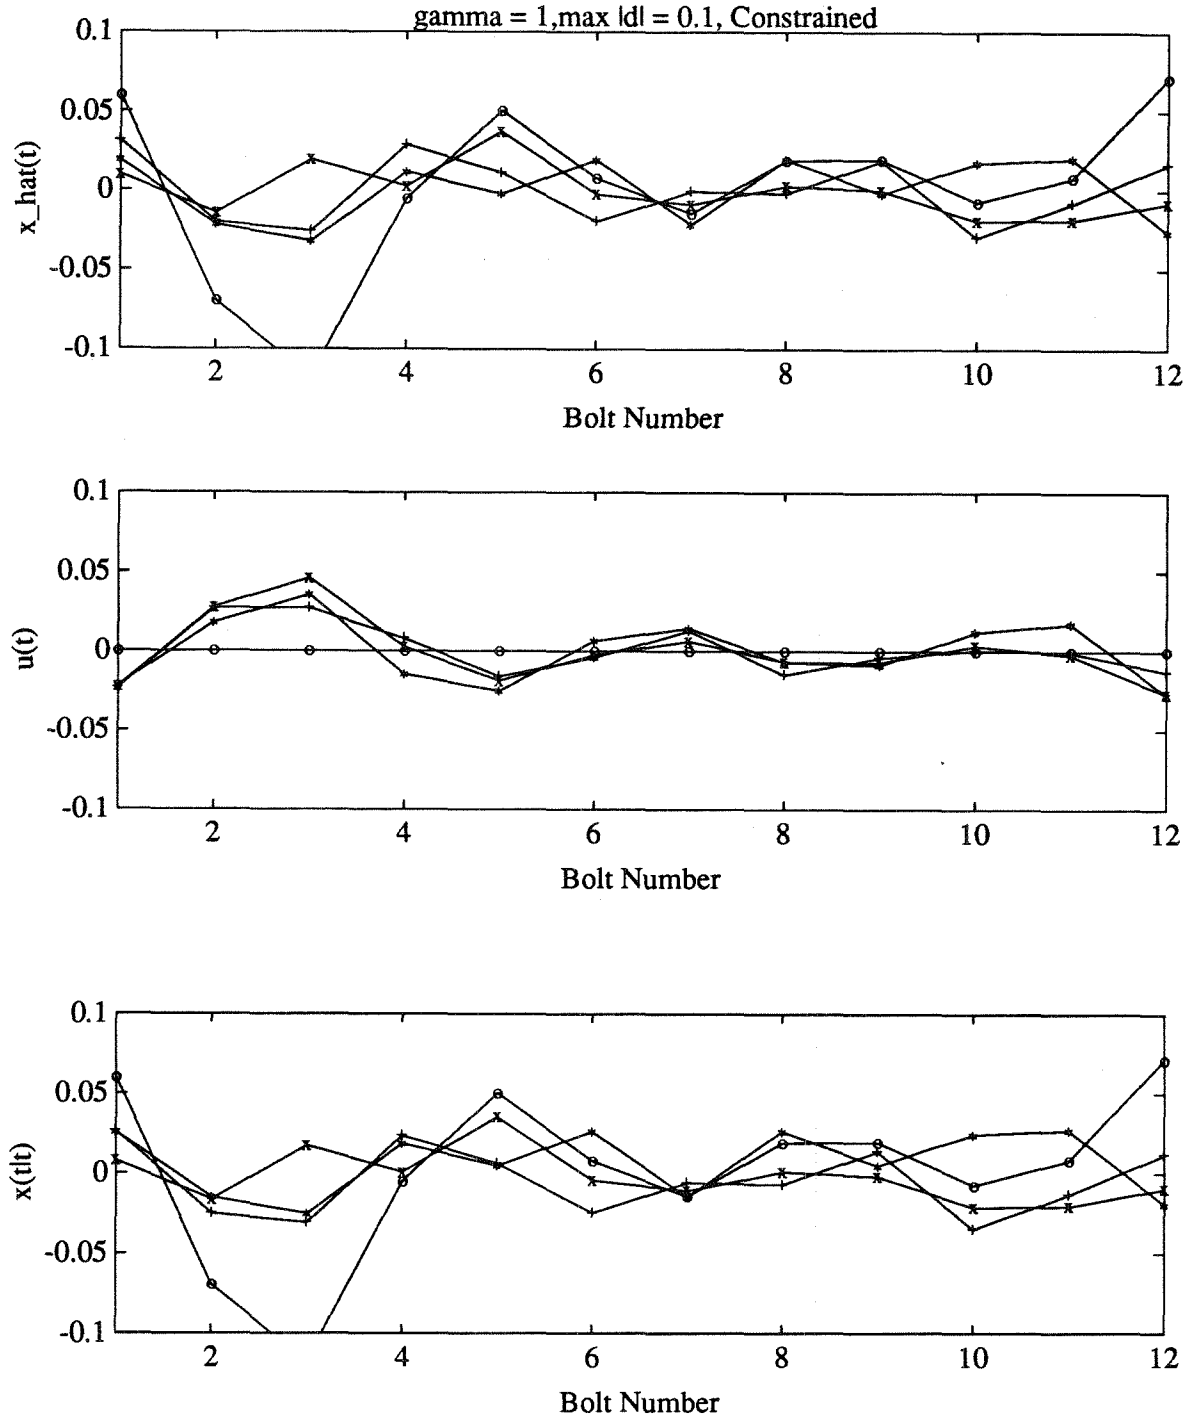 gamma = 1,max |d| = 0.1, Constrained
0.1
0.05
0
-0.05
-0.1
x_hat(t)
2 4 6 8 10 12
Bolt Number
0.1
0.05
0
-0.05
-0.1
u(t)
2 4 6 8 10 12
Bolt Number
0.1
0.05
0
-0.05
-0.1
x(t|t)
2 4 6 8 10 12
Bolt Number